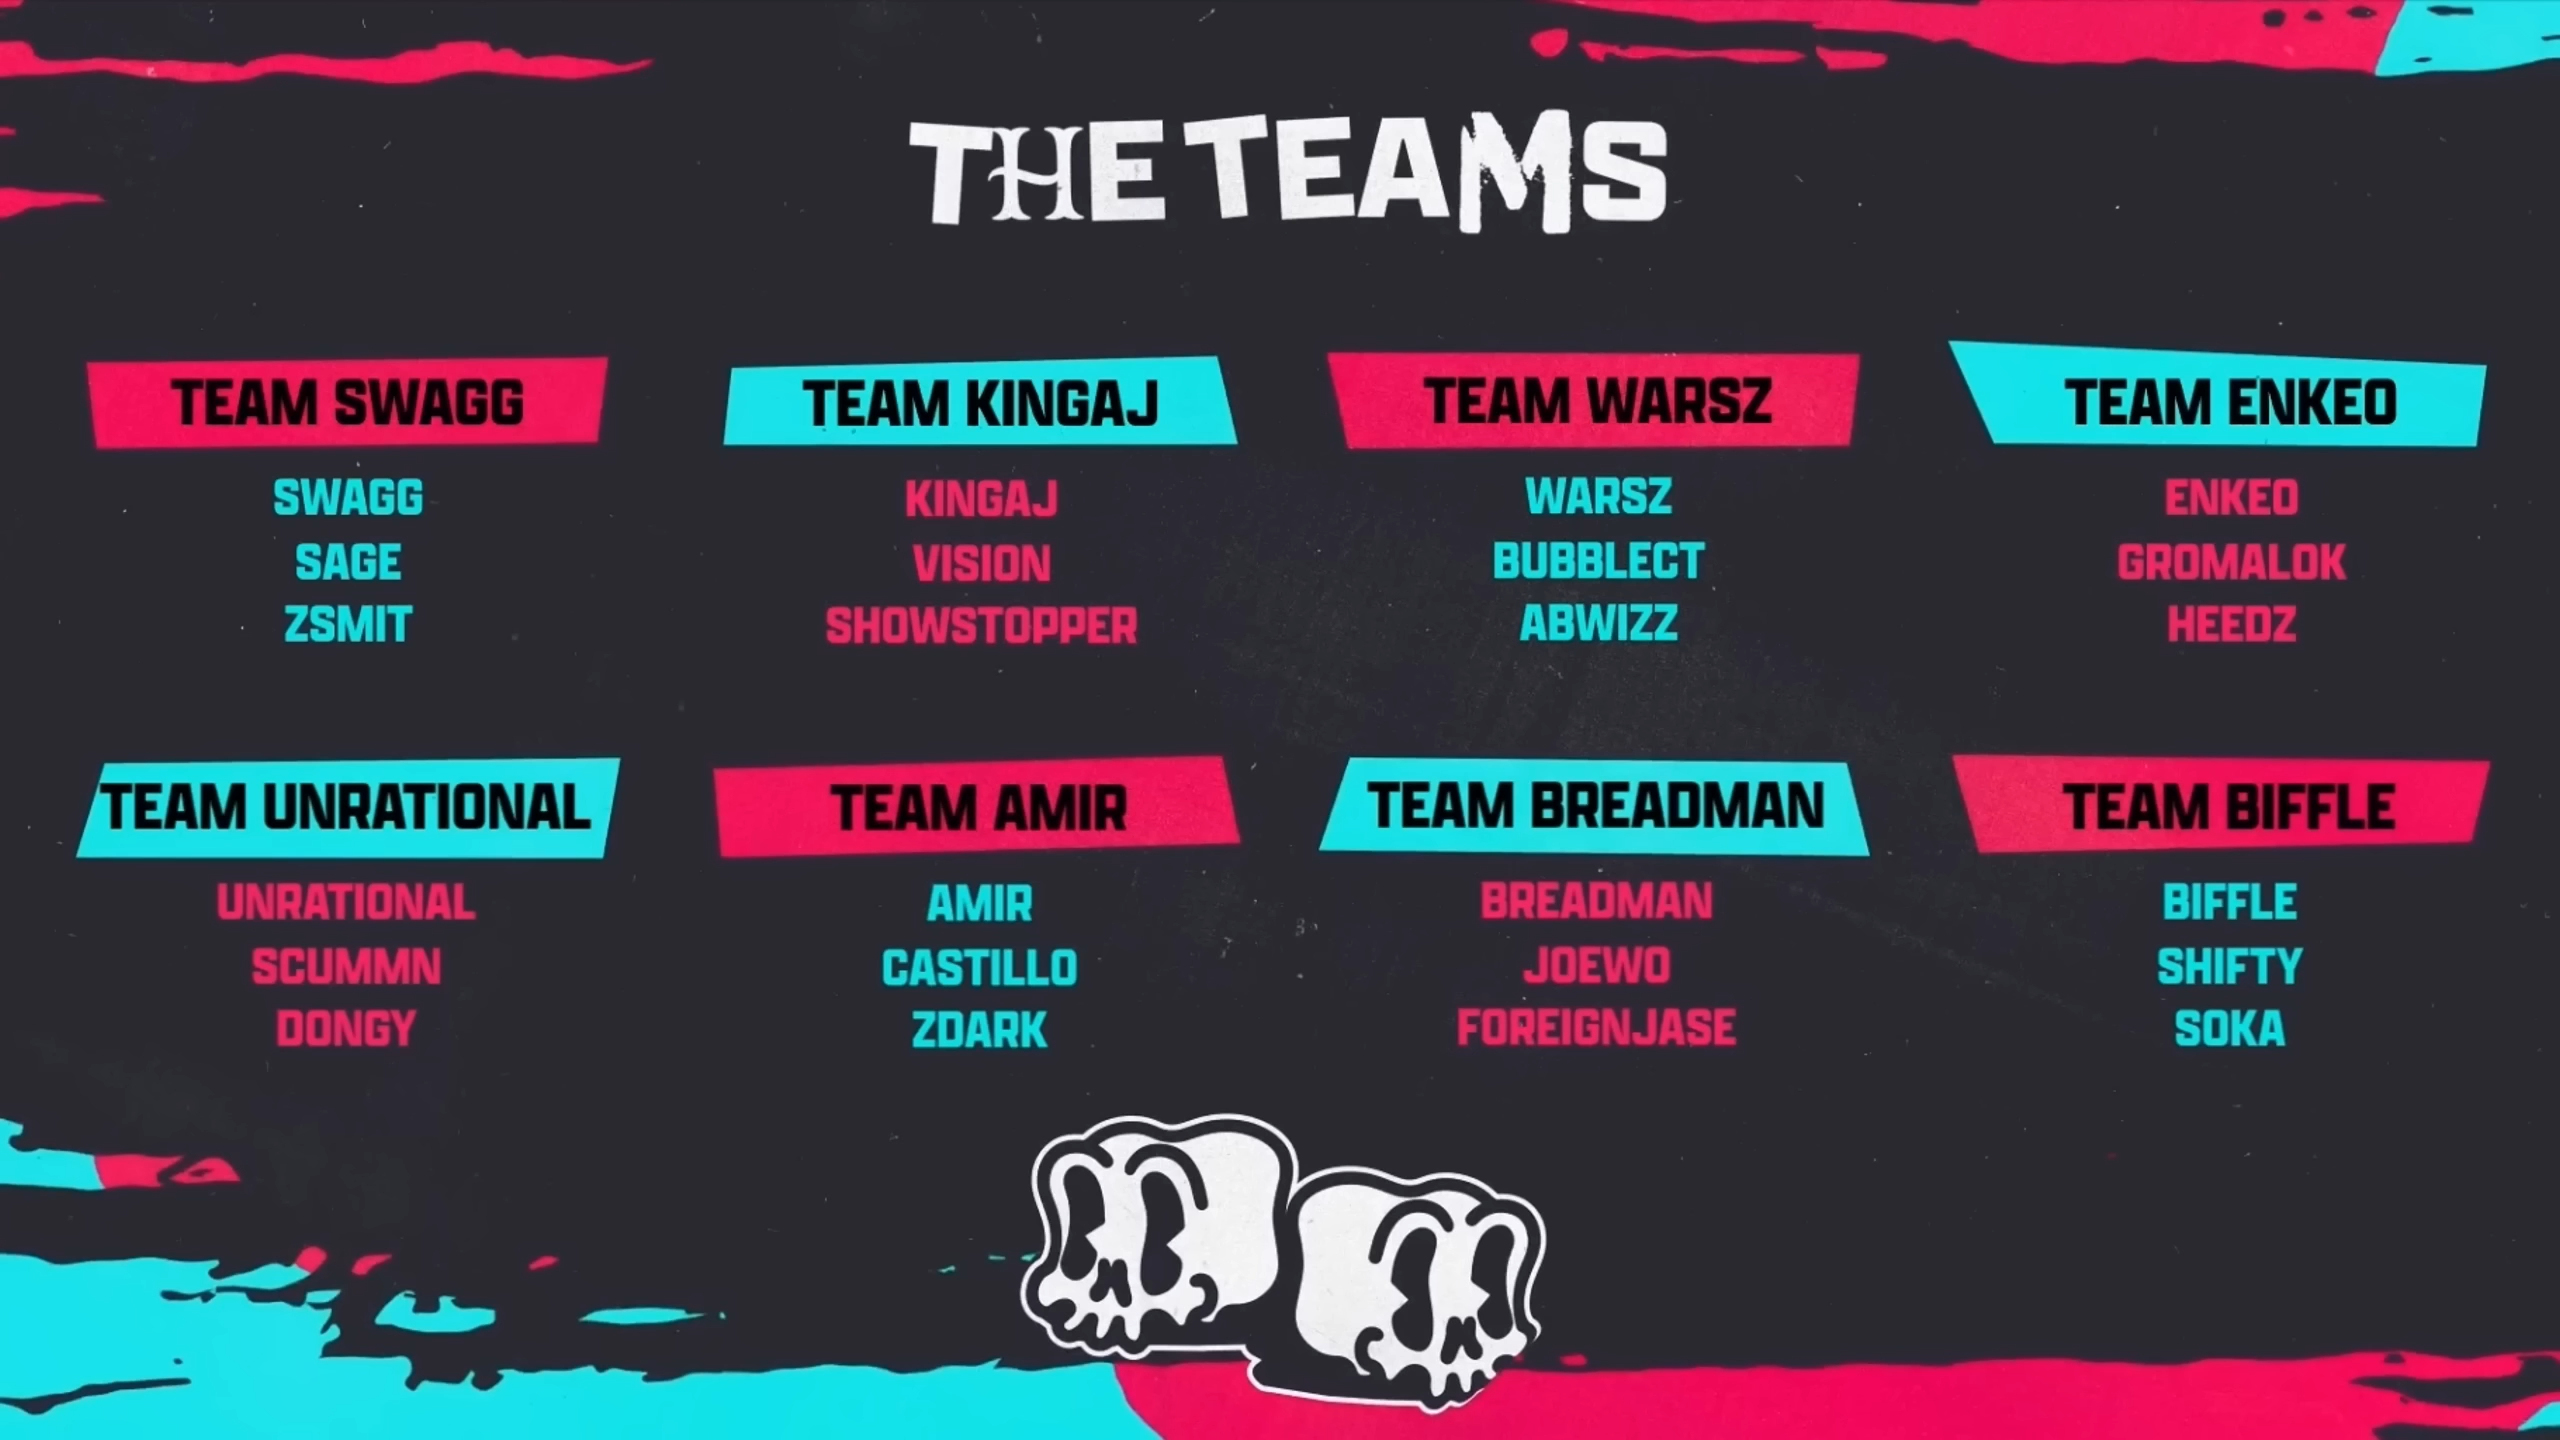 THE TEAMS
TEAM SWAGG
SWAGG
SAGE
ZSMIT
TEAM KINGAJ
KINGAJ
VISION
SHOWSTOPPER
TEAM WARSZ
WARSZ
BUBBLECT
ABWIZZ
TEAM ENKEO
ENKEO
GROMALOK
HEEDZ
TEAM UNRATIONAL
UNRATIONAL
SCUMMN
DONGY
TEAM AMIR
AMIR
CASTILLO
ZDARK
TEAM BREADMAN
BREADMAN
JOEWO
FOREIGNJASE
TEAM BIFFLE
BIFFLE
SHIFTY
SOKA